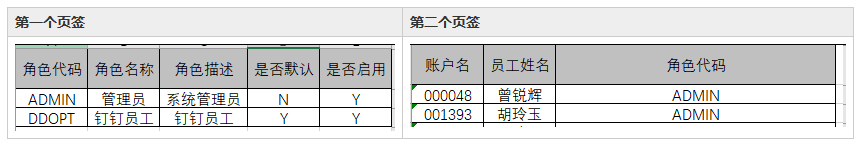 第一个页签 第二个页签
角色代码 角色名称 角色描述 是否默认 是否启用
ADMIN 管理员 系统管理员 N Y
DDOPT 钉钉员工 钉钉员工 Y Y
账户名 员工姓名 角色代码
000048 曾锐辉 ADMIN
001393 胡玲玉 ADMIN